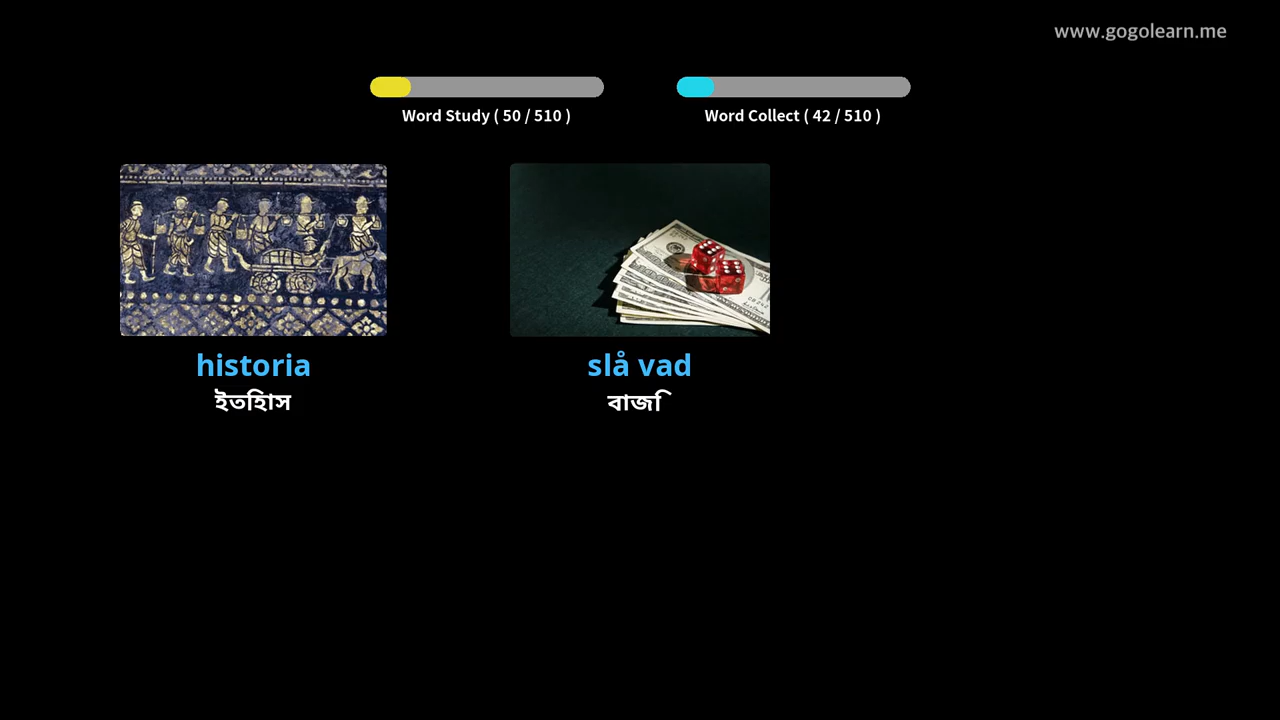 www.gogolearn.me
Word Study ( 50 / 510 )
Word Collect ( 42 / 510 )
historia
slå vad
ইতিহাস
বাজি